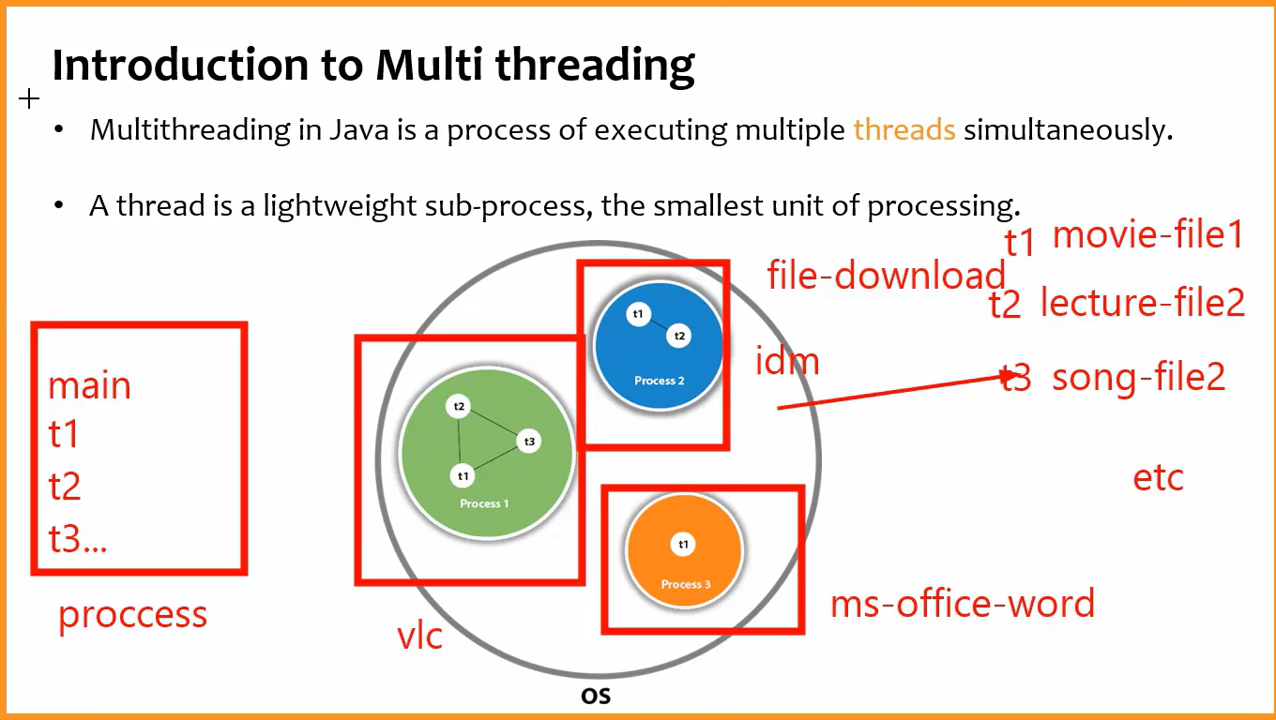 Introduction to Multi threading
• Multithreading in Java is a process of executing multiple threads simultaneously.
• A thread is a lightweight sub-process, the smallest unit of processing.
t1 movie-file1
file-download
t2 lecture-file2
idm
t3 song-file2
etc
main
t1
t2
t3...
proccess
t1
t2
Process 2
t2
t3
t1
Process 1
vlc
t1
Process 3
ms-office-word
OS